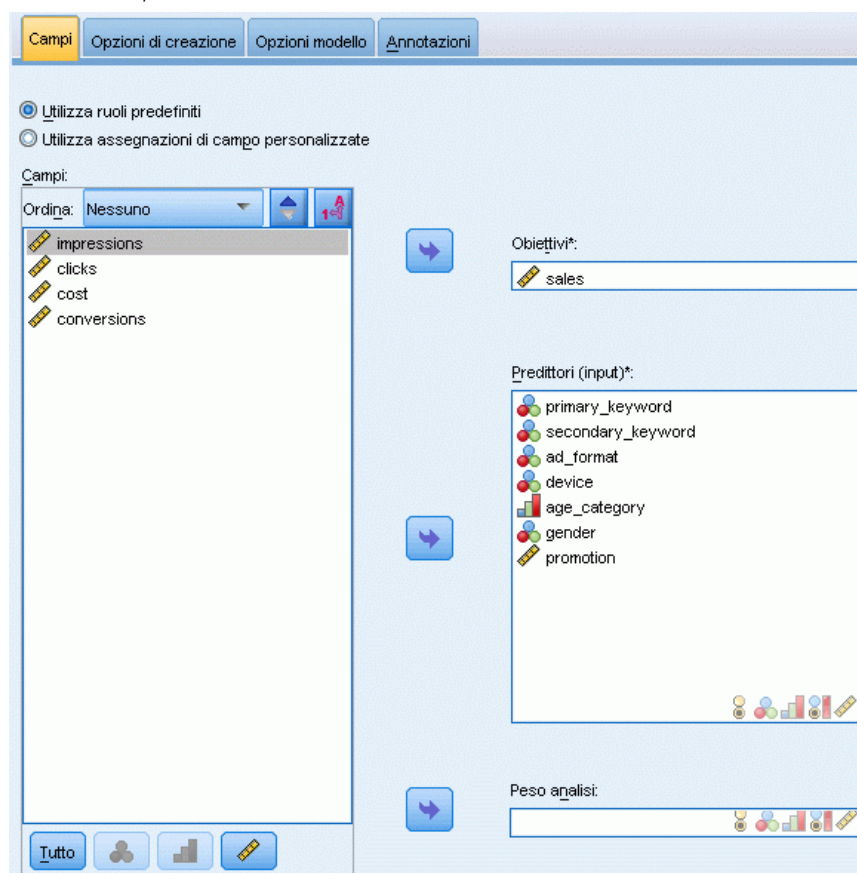 Campi Opzioni di creazione Opzioni modello Annotazioni
Utilizza ruoli predefiniti
Utilizza assegnazioni di campo personalizzate
Campi:
Ordina: Nessuno
impressions
clicks
cost
conversions
Tutto
Obiettivi*:
sales
Predittori (input)*:
primary_keyword
secondary_keyword
ad_format
device
age_category
gender
promotion
Peso analisi: